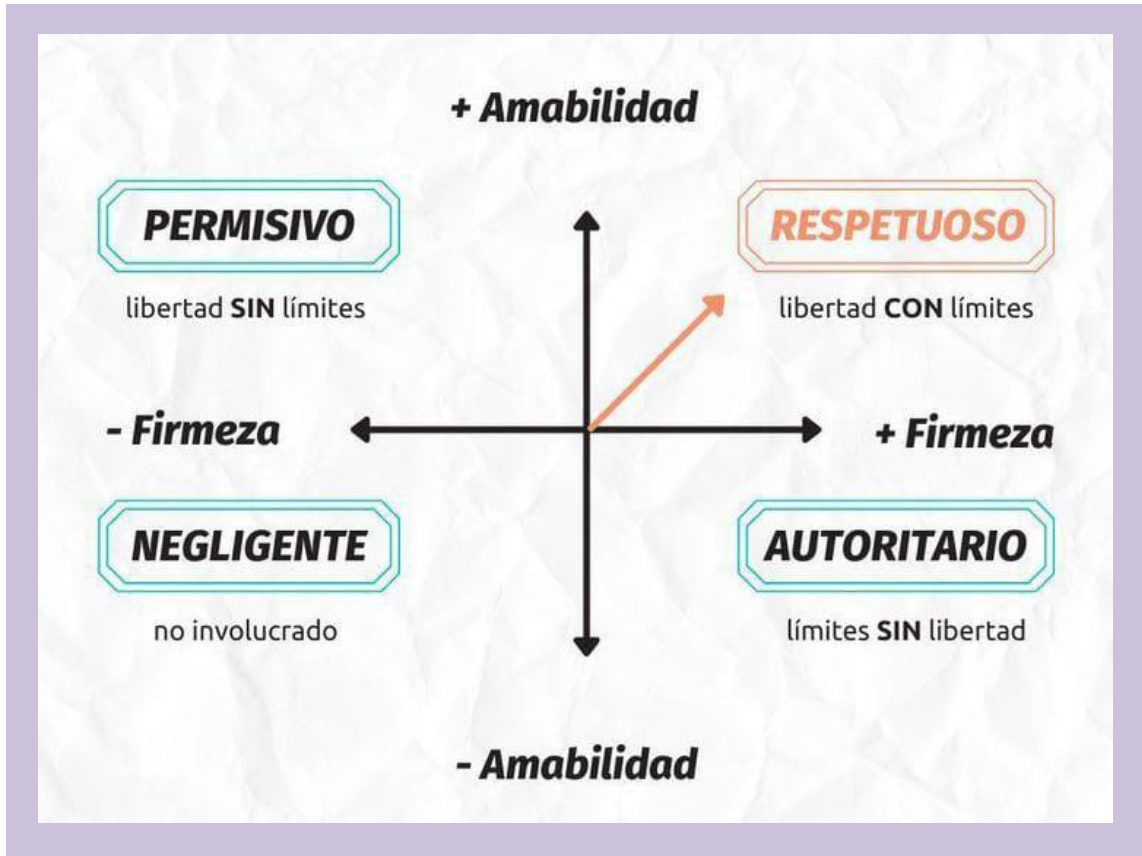 + Amabilidad
PERMISIVO
libertad SIN límites
RESPETUOSO
libertad CON límites
- Firmeza
+ Firmeza
NEGLIGENTE
no involucrado
AUTORITARIO
límites SIN libertad
- Amabilidad